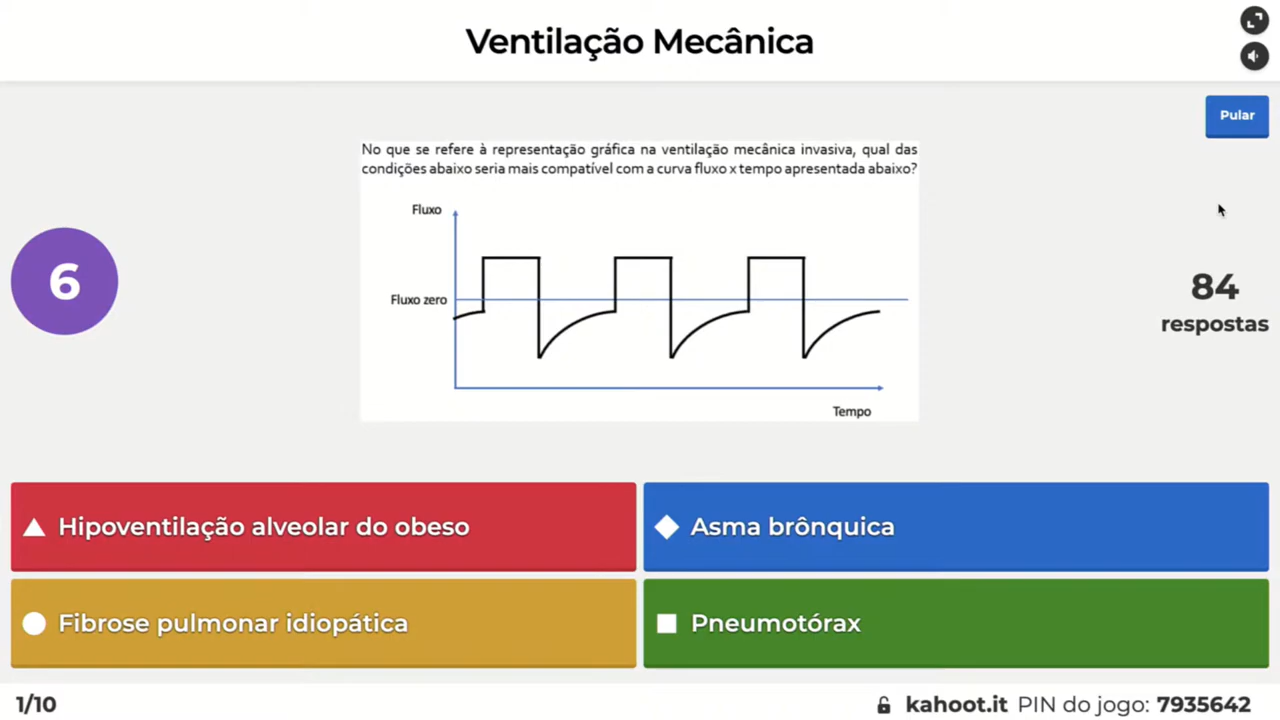 Ventilação Mecânica
Pular
No que se refere à representação gráfica na ventilação mecânica invasiva, qual das
condições abaixo seria mais compatível com a curva fluxo x tempo apresentada abaixo?
Fluxo
Fluxo zero
Tempo
6
84
respostas
Hipoventilação alveolar do obeso
Asma brônquica
Fibrose pulmonar idiopática
Pneumotórax
1/10
kahoot.it PIN do jogo: 7935642